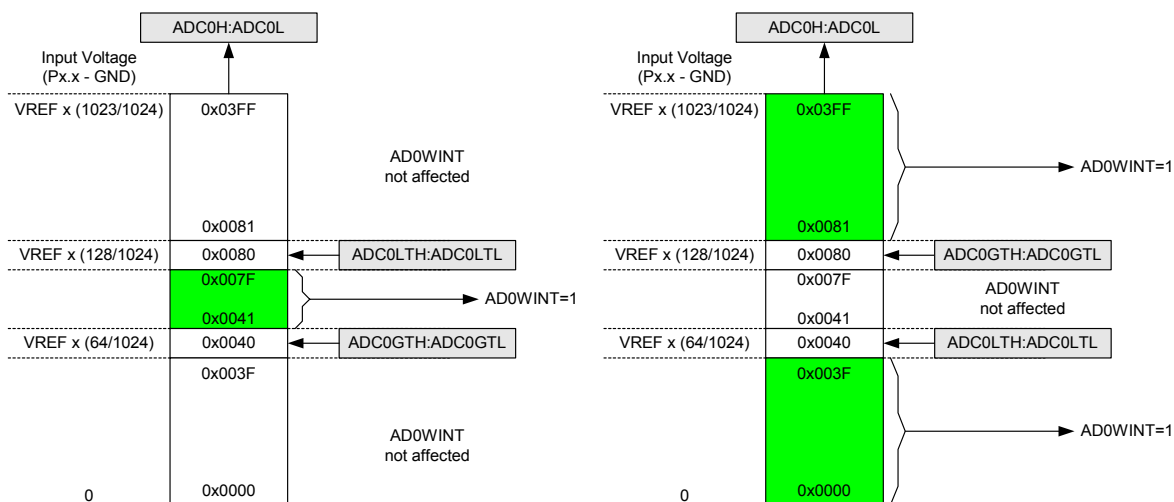 ADC0H:ADC0L
Input Voltage
(Px.x - GND)
VREF x (1023/1024)
0x03FF
AD0WINT
not affected
0x0081
VREF x (128/1024)
0x0080
ADC0LTH:ADC0LTL
0x007F
AD0WINT=1
0x0041
VREF x (64/1024)
0x0040
ADC0GTH:ADC0GTL
0x003F
AD0WINT
not affected
0
0x0000
ADC0H:ADC0L
Input Voltage
(Px.x - GND)
VREF x (1023/1024)
0x03FF
AD0WINT=1
0x0081
VREF x (128/1024)
0x0080
ADC0GTH:ADC0GTL
0x007F
AD0WINT
not affected
0x0041
VREF x (64/1024)
0x0040
ADC0LTH:ADC0LTL
0x003F
AD0WINT=1
0
0x0000